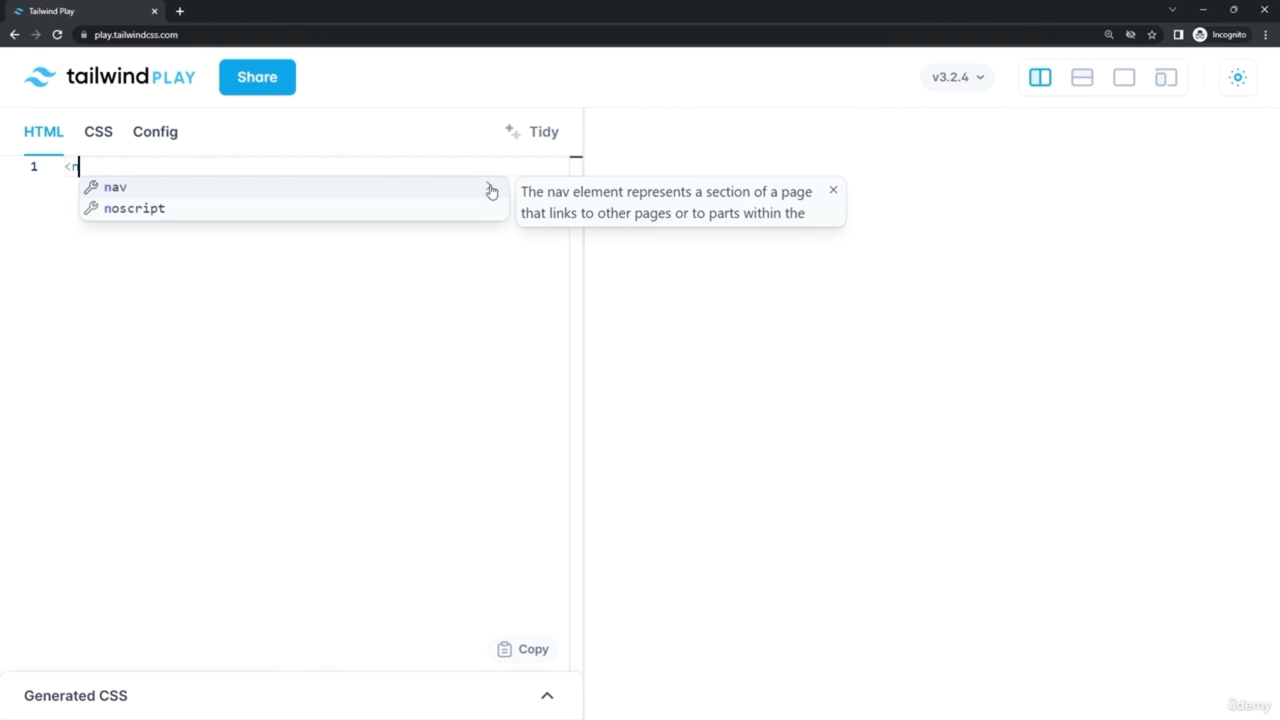 Tailwind Play
play.tailwindcss.com
Incognito
tailwind PLAY
Share
v3.2.4
HTML CSS Config
Tidy
1 <n
nav
noscript
The nav element represents a section of a page
that links to other pages or to parts within the
Copy
Generated CSS
ûdemy